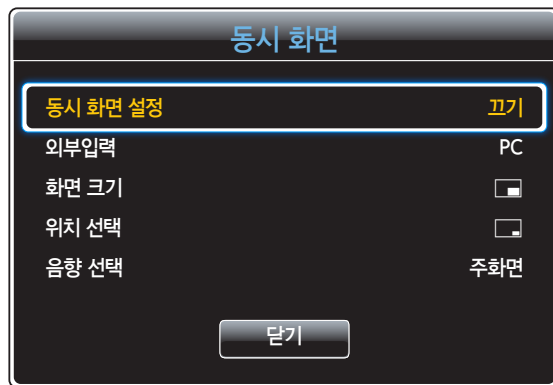 동시 화면
동시 화면 설정 끄기
외부입력 PC
화면 크기
위치 선택
음향 선택 주화면
닫기